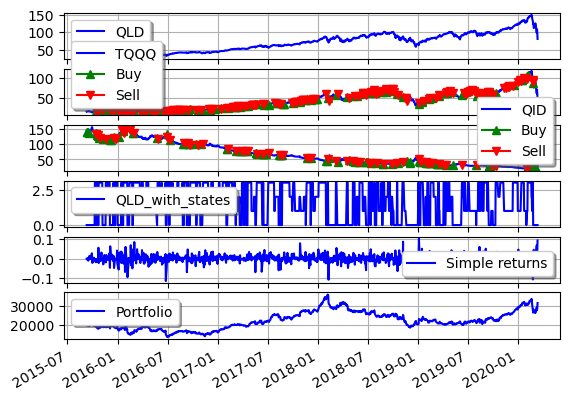 150
100
50
QLD
TQQQ
Buy
Sell
100
50
QID
Buy
Sell
150
100
50
2.5
0.0
QLD_with_states
0.1
0.0
−0.1
Simple returns
30000
20000
Portfolio
2015-07
2016-01
2016-07
2017-01
2017-07
2018-01
2018-07
2019-01
2019-07
2020-01